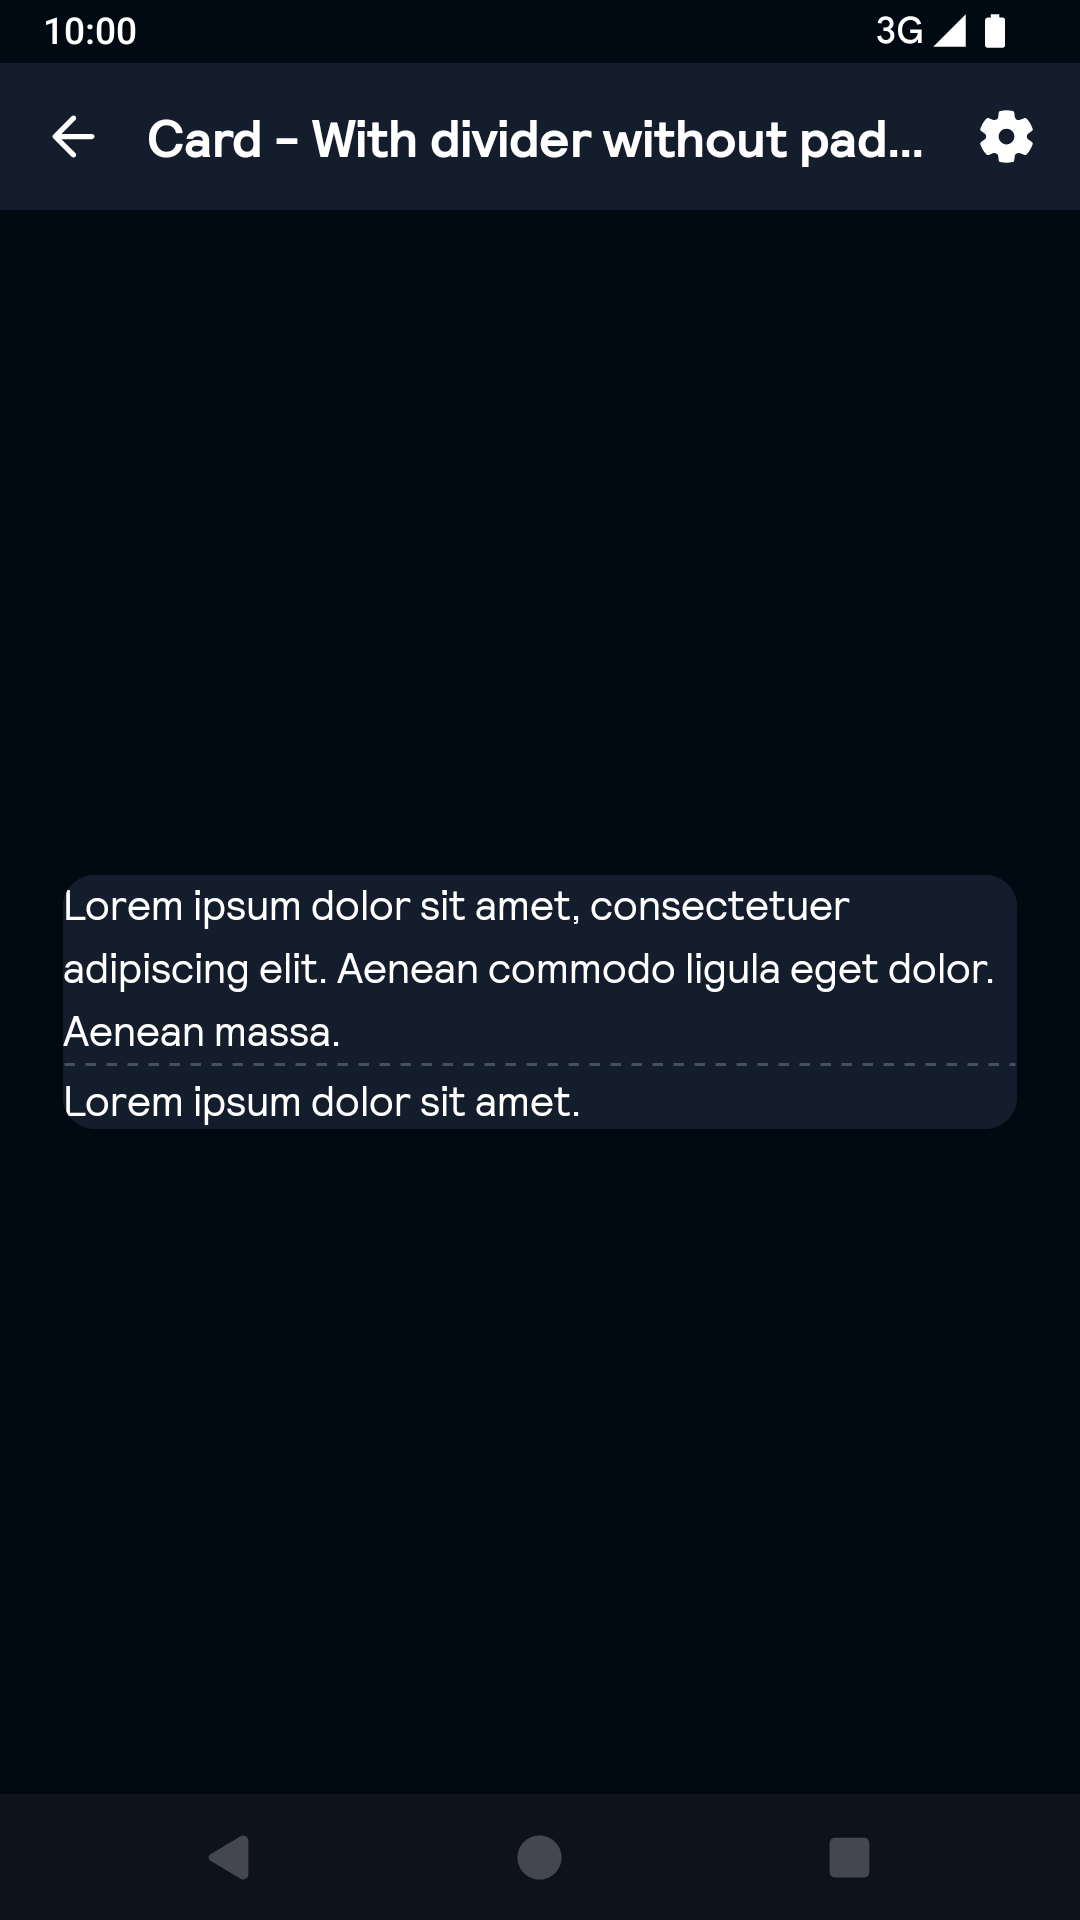 10:00 3G
Card - With divider without pad...
Lorem ipsum dolor sit amet, consectetuer
adipiscing elit. Aenean commodo ligula eget dolor.
Aenean massa.
Lorem ipsum dolor sit amet.